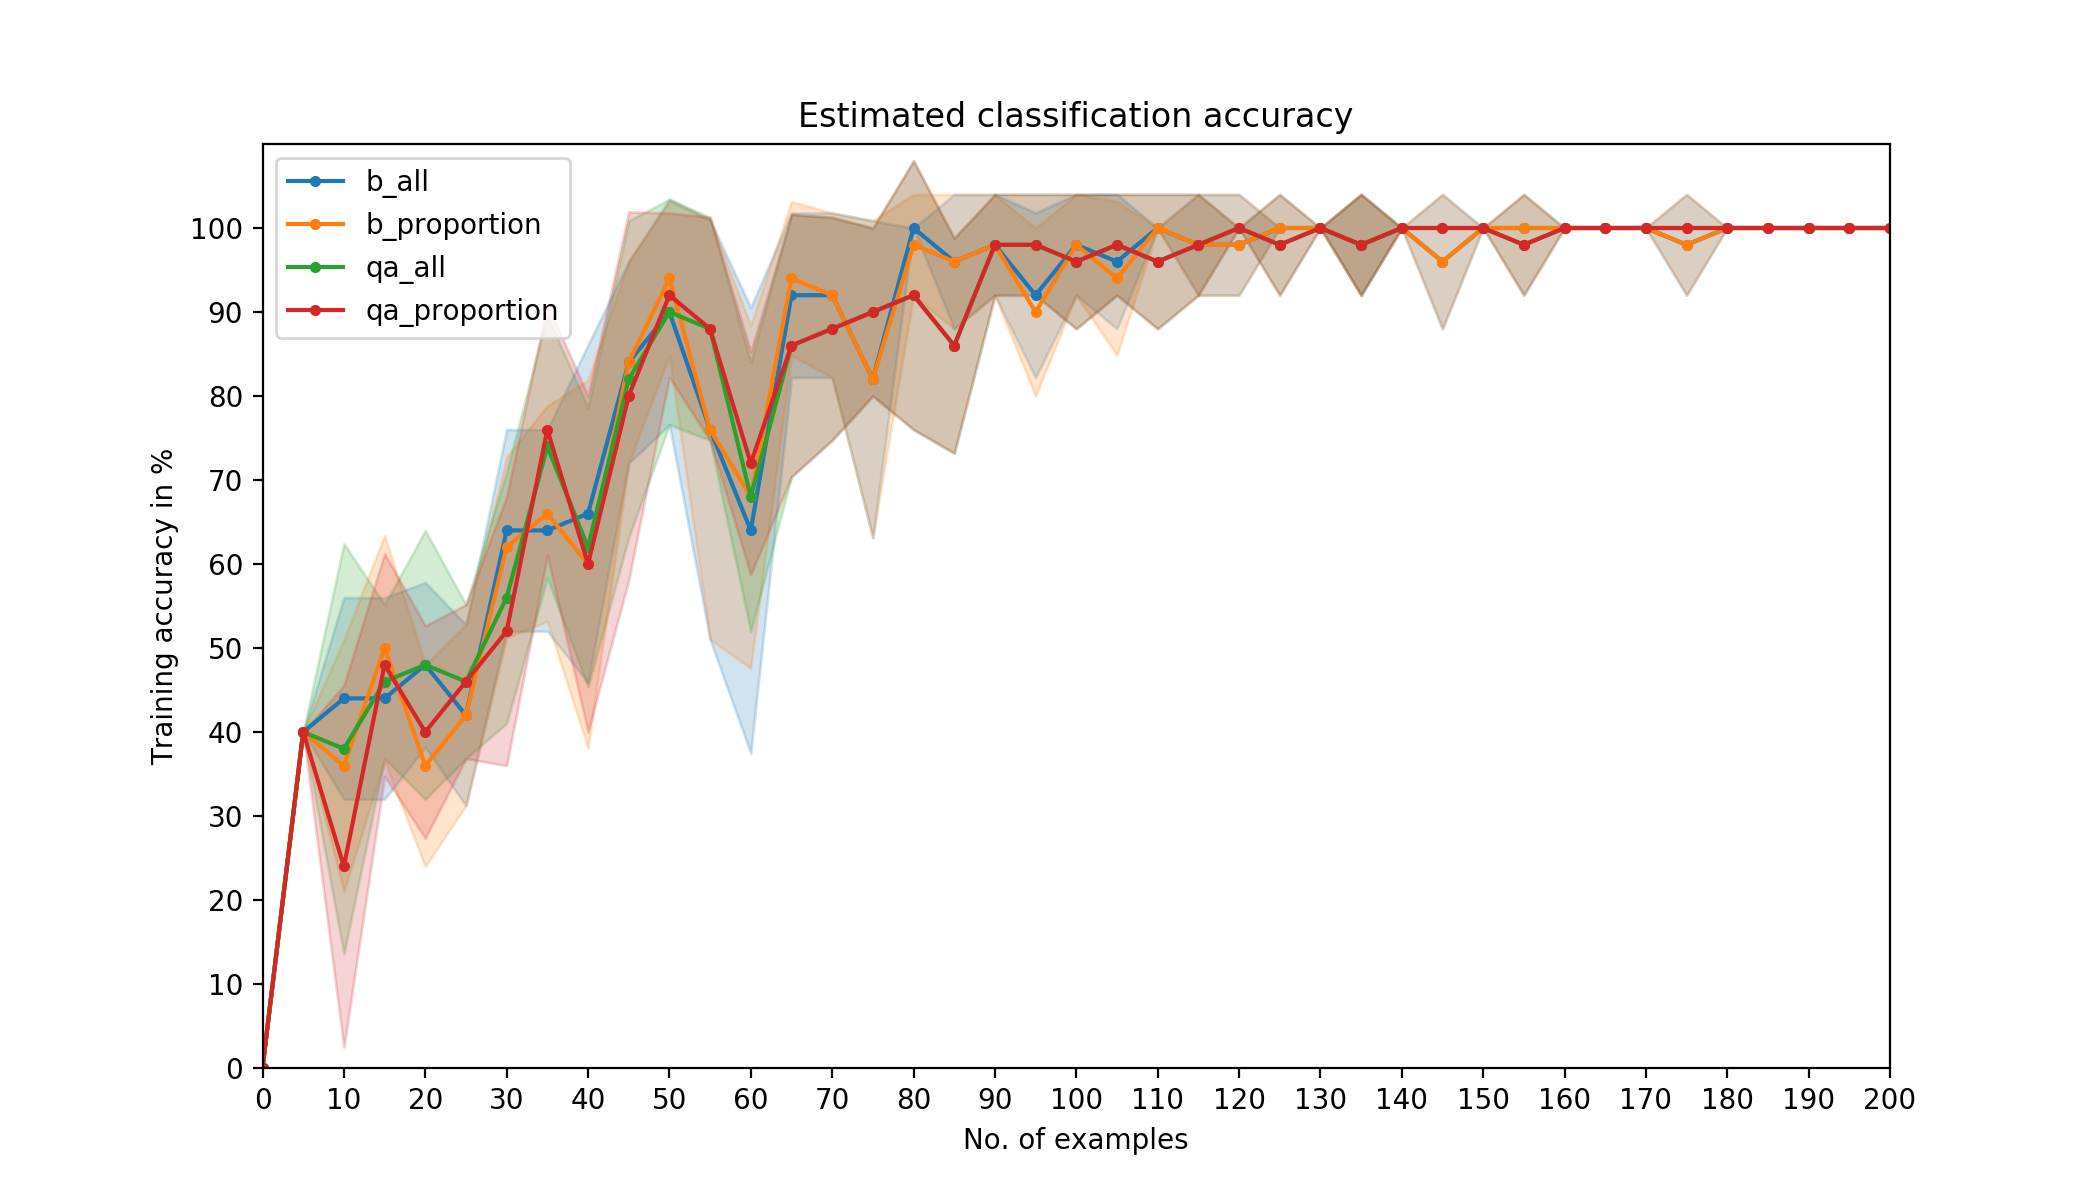 Estimated classification accuracy
b_all
b_proportion
qa_all
qa_proportion
Training accuracy in %
100
90
80
70
60
50
40
30
20
10
0
0 10 20 30 40 50 60 70 80 90 100 110 120 130 140 150 160 170 180 190 200
No. of examples